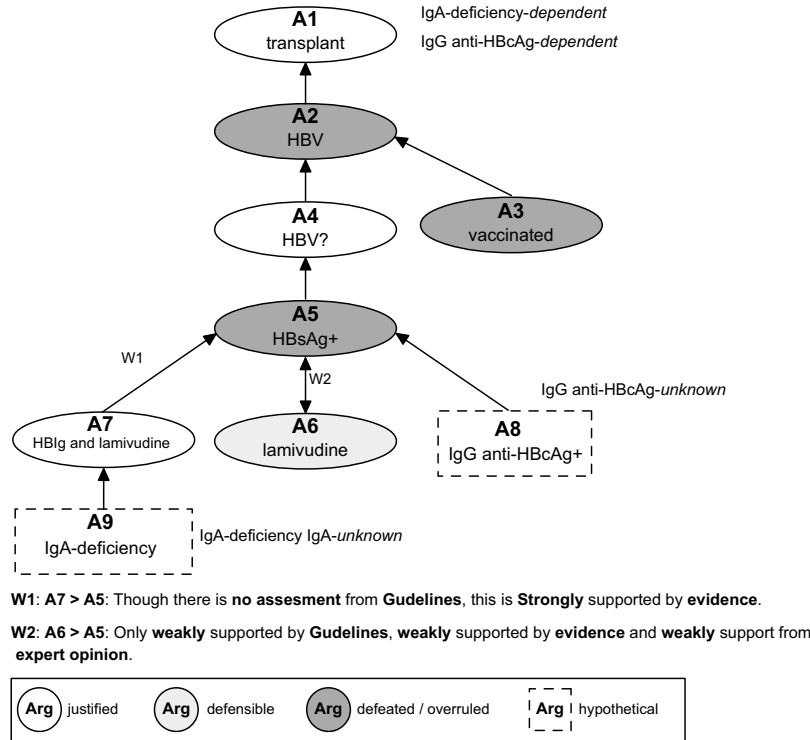 A1
transplant
IgA-deficiency-dependent
IgG anti-HBcAg-dependent
A2
HBV
A4
HBV?
A3
vaccinated
A5
HBsAg+
W1
W2
IgG anti-HBcAg-unknown
A7
HBIg and lamivudine
A6
lamivudine
A8
IgG anti-HBcAg+
A9
IgA-deficiency
IgA-deficiency IgA-unknown
W1: A7 > A5: Though there is no assesment from Gudelines, this is Strongly supported by evidence.
W2: A6 > A5: Only weakly supported by Gudelines, weakly supported by evidence and weakly support from
expert opinion.
Arg justified Arg defensible Arg defeated / overruled Arg hypothetical